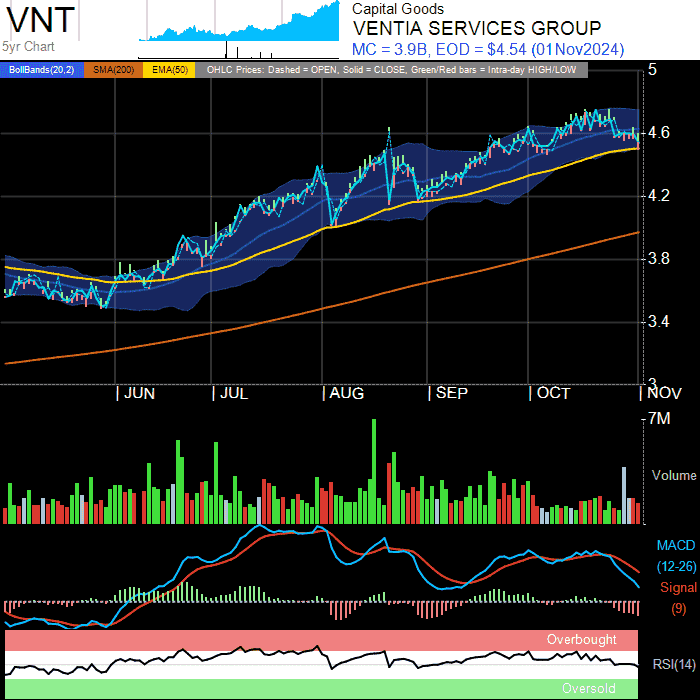 VNT
5yr Chart
Capital Goods
VENTIA SERVICES GROUP
MC = 3.9B, EOD = $4.54 (01Nov2024)
BollBands(20,2) SMA(200) EMA(50) OHLC Prices: Dashed = OPEN, Solid = CLOSE, Green/Red bars = Intra-day HIGH/LOW
5
4.6
4.2
3.8
3.4
3
JUN JUL AUG SEP OCT NOV
7M
Volume
MACD
(12-26)
Signal
(9)
Overbought
RSI(14)
Oversold